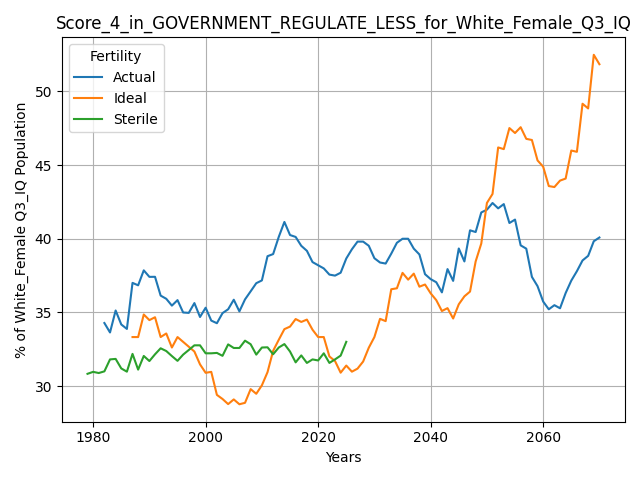 Score_4_in_GOVERNMENT_REGULATE_LESS_for_White_Female_Q3_IQ
Fertility
Actual
Ideal
Sterile
% of White_Female Q3_IQ Population
50
45
40
35
30
1980
2000
2020
2040
2060
Years